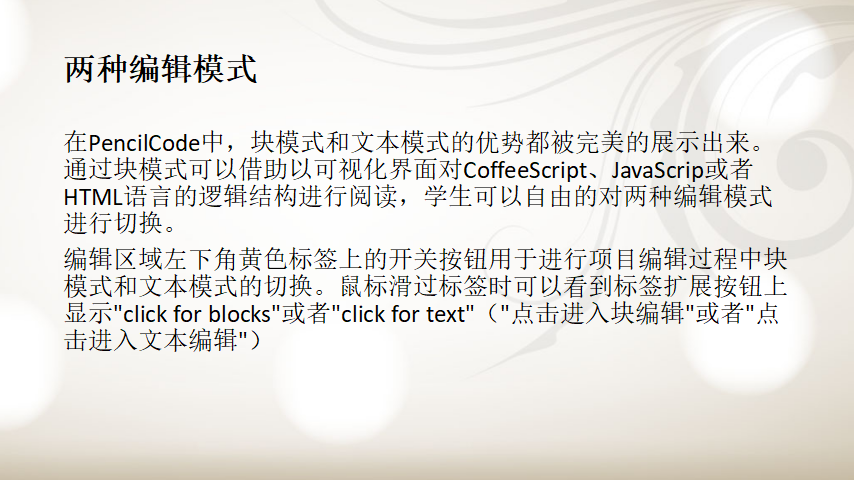 两种编辑模式
在PencilCode中，块模式和文本模式的优势都被完美的展示出来。
通过块模式可以借助以可视化界面对CoffeeScript、JavaScrip或者
HTML语言的逻辑结构进行阅读，学生可以自由的对两种编辑模式
进行切换。
编辑区域左下角黄色标签上的开关按钮用于进行项目编辑过程中块
模式和文本模式的切换。鼠标滑过标签时可以看到标签扩展按钮上
显示"click for blocks"或者"click for text"（"点击进入块编辑"或者"点
击进入文本编辑"）